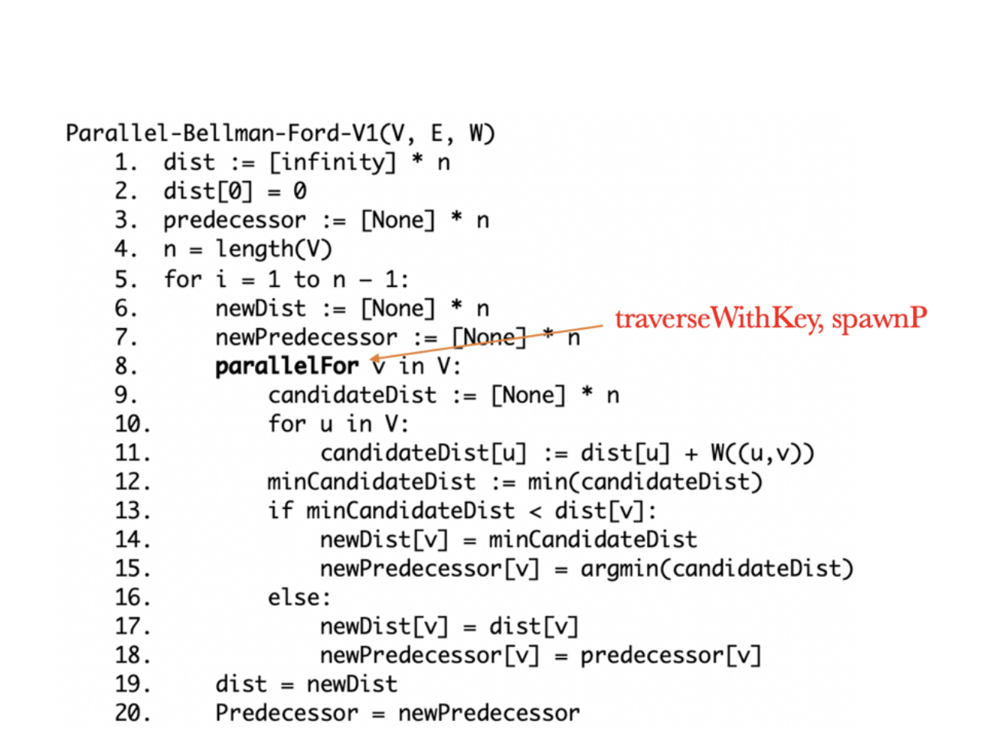 Parallel-Bellman-Ford-V1(V, E, W)
1. dist := [infinity] * n
2. dist[0] = 0
3. predecessor := [None] * n
4. n = length(V)
5. for i = 1 to n – 1:
6. newDist := [None] * n
7. newPredecessor := [None] * n
traverseWithKey, spawnP
8. parallelFor v in V:
9. candidateDist := [None] * n
10. for u in V:
11. candidateDist[u] := dist[u] + W((u,v))
12. minCandidateDist := min(candidateDist)
13. if minCandidateDist < dist[v]:
14. newDist[v] = minCandidateDist
15. newPredecessor[v] = argmin(candidateDist)
16. else:
17. newDist[v] = dist[v]
18. newPredecessor[v] = predecessor[v]
19. dist = newDist
20. Predecessor = newPredecessor